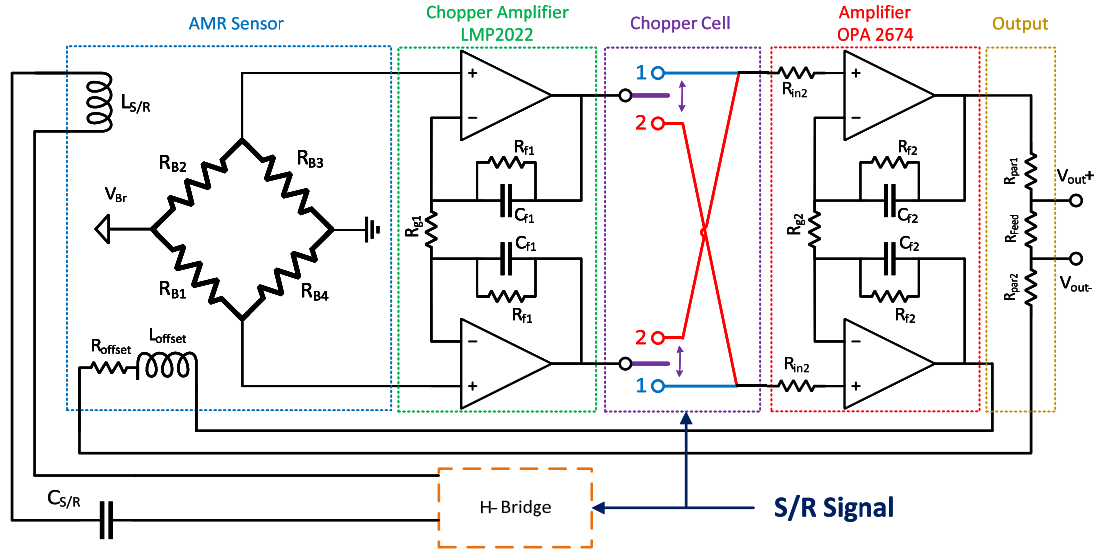 AMR Sensor
Chopper Amplifier
LMP2022
Chopper Cell
Amplifier
OPA 2674
Output
LS/R
RB2
RB3
VBr
RB1
RB4
Roffset
Loffset
+
−
Rf1
Cf1
Rg1
Cf1
Rf1
−
+
1
2
2
1
Rin2
+
−
Rf2
Cf2
Rg2
Cf2
Rf2
Rin2
−
+
Rpar1
Vout+
RFeed
Vout-
Rpar2
CS/R
H- Bridge
S/R Signal